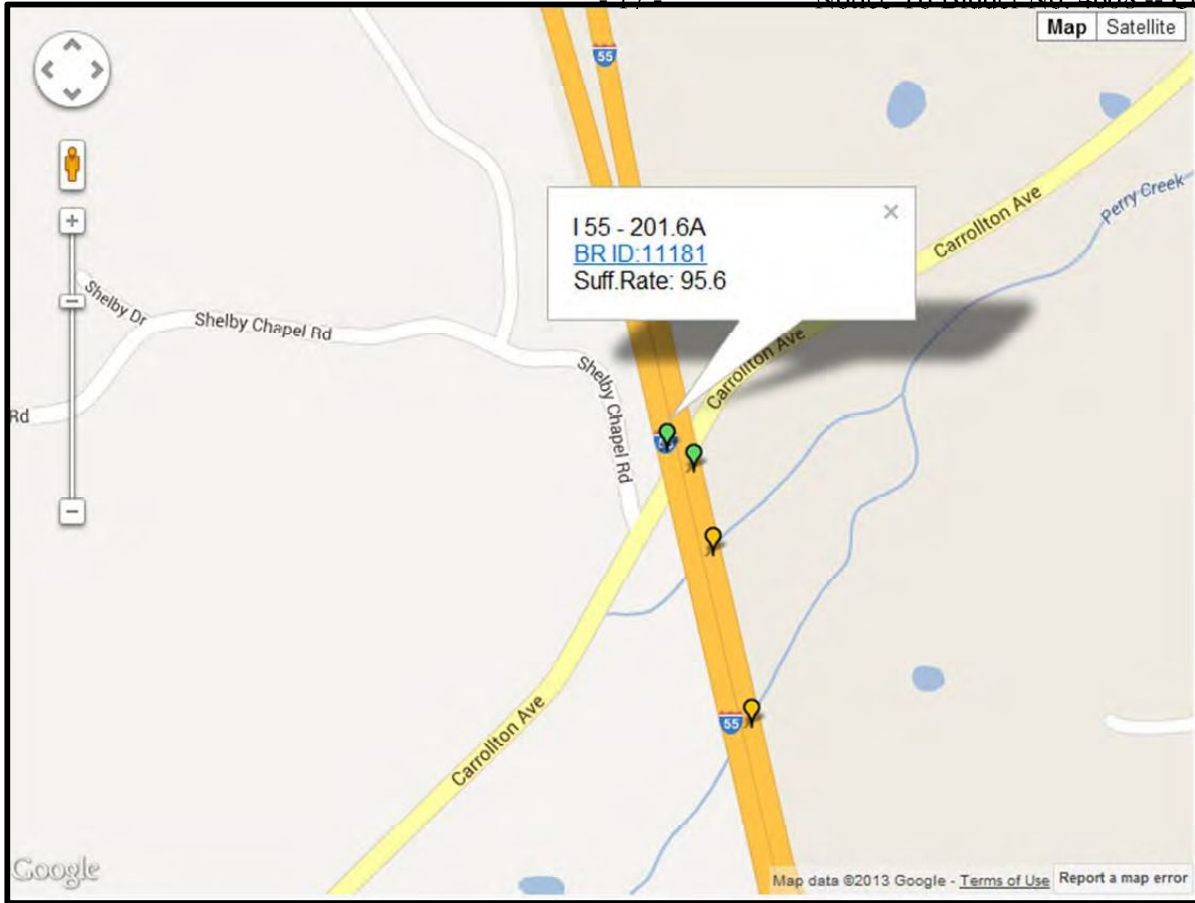 Map
Satellite
55
I 55 - 201.6A
BR ID:11181
Suff.Rate: 95.6
Perry Creek
Carrollton Ave
Shelby Dr
Shelby Chapel Rd
Carrollton Ave
Shelby Chapel Rd
Rd
55
Carrollton Ave
Google
Map data ©2013 Google - Terms of Use
Report a map error